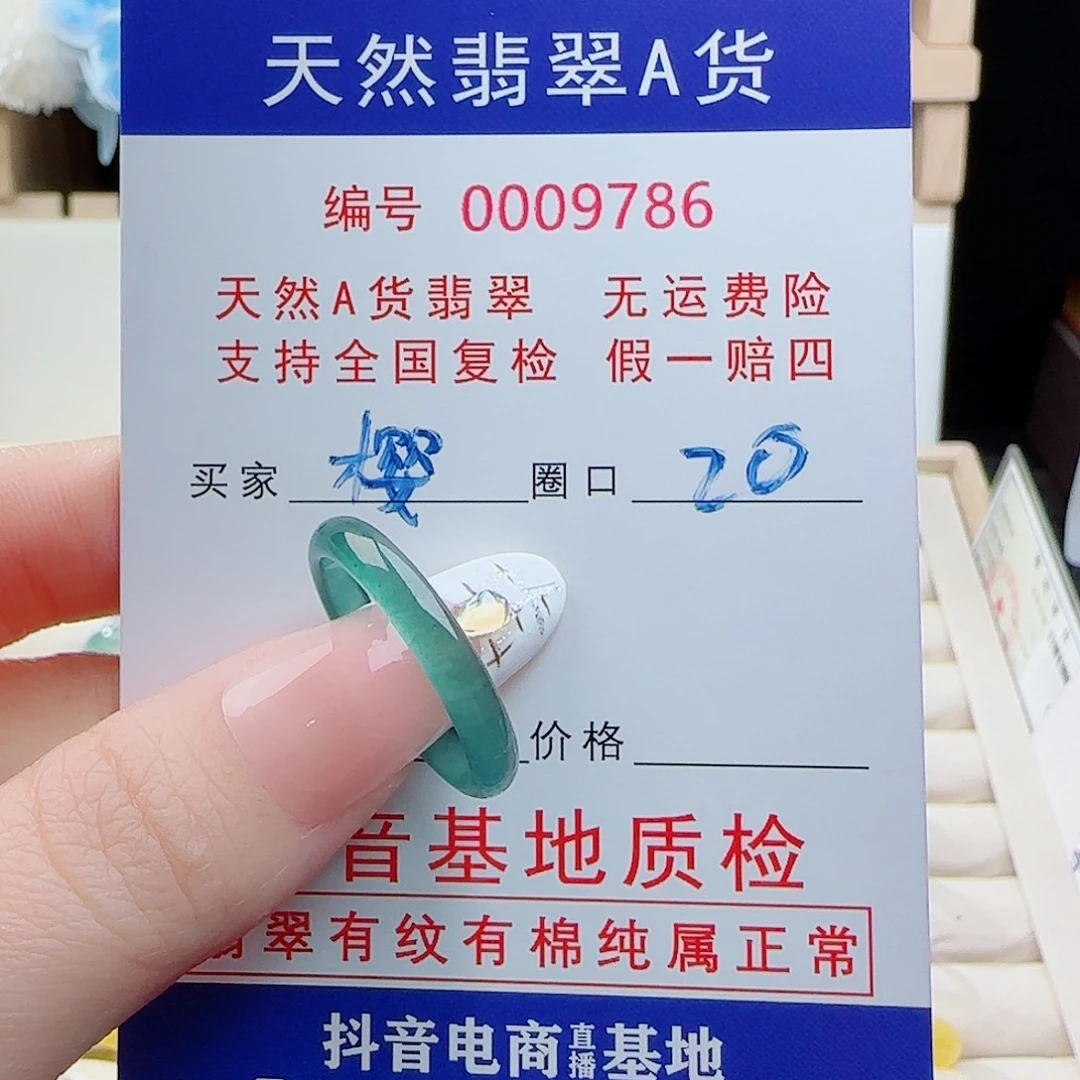 天然翡翠A货
编号 0009786
天然A货翡翠 无运费险
支持全国复检 假一赔四
买家 樱 圈口 20
价格
音基地质检
翠有纹有棉纯属正常
抖音电商直播基地